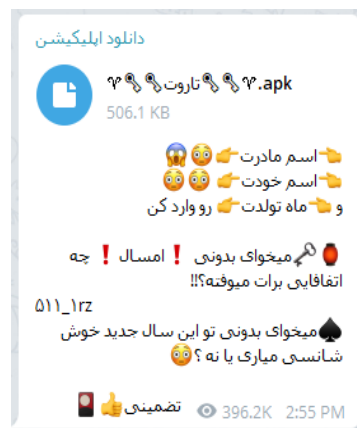 دانلود اپلیکیشن
♈🗝🗝تاروت🗝🗝♈.apk
506.1 KB
👈اسم مادرت👉😳😱
👈اسم خودت👉😳😳
و 👈ماه تولدت👉 رو وارد کن
🏮🗝میخوای بدونی ❗ امسال ❗ چه
اتفاقایی برات میوفته؟!!
۵۱۱_۱rz
♠میخوای بدونی تو این سال جدید خوش
شانسی میاری یا نه ؟😳
تضمینی👍🎴
396.2K 2:55 PM